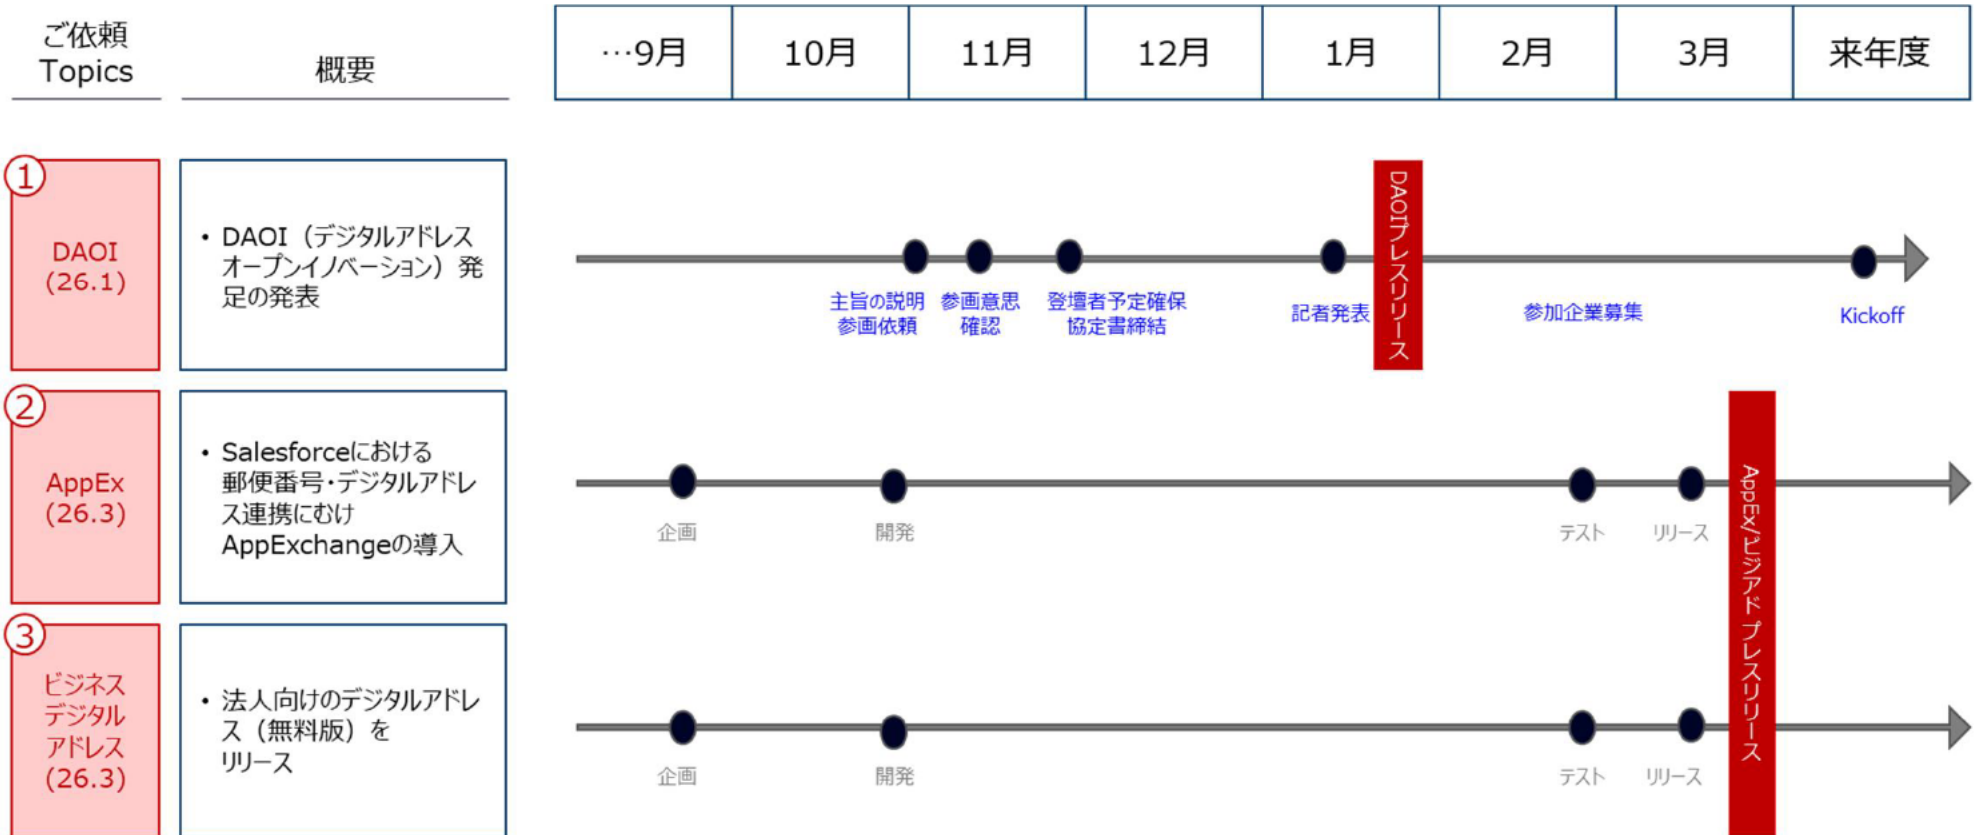 ご依頼
Topics
概要
…9月
10月
11月
12月
1月
2月
3月
来年度
①
DAOI
(26.1)
• DAOI（デジタルアドレス
オープンイノベーション）発
足の発表
主旨の説明
参画依頼
参画意思
確認
登壇者予定確保
協定書締結
記者発表
DAOIプレスリリース
参加企業募集
Kickoff
②
AppEx
(26.3)
• Salesforceにおける
郵便番号・デジタルアドレ
ス連携にむけ
AppExchangeの導入
企画
開発
テスト
リリース
AppEx/ビジアド プレスリリース
③
ビジネス
デジタル
アドレス
(26.3)
• 法人向けのデジタルアドレ
ス（無料版）を
リリース
企画
開発
テスト
リリース